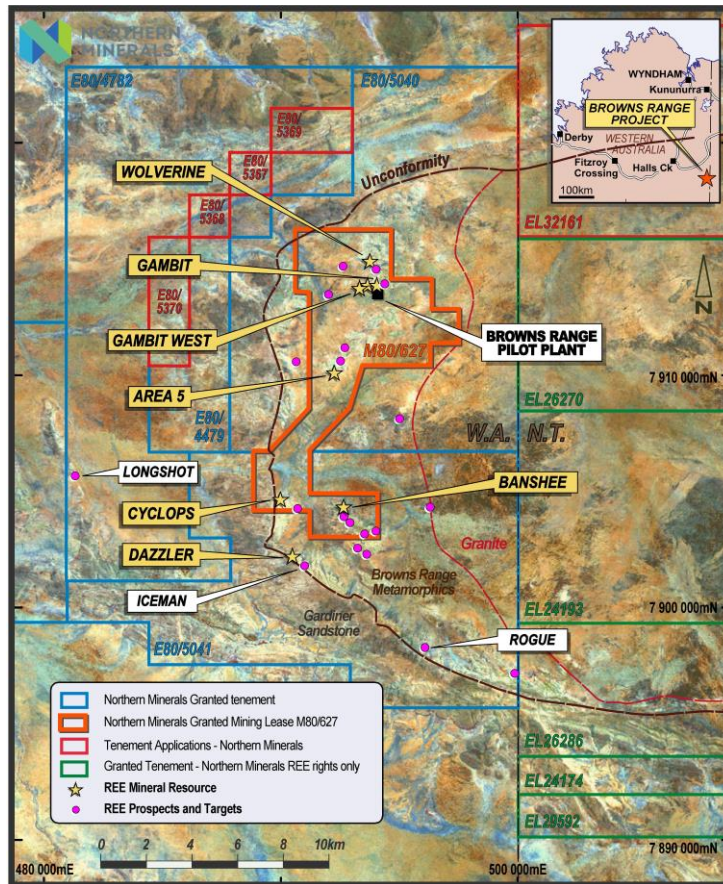 NORTHERN
MINERALS
E80/4782
E80/5040
E80/
5369
E80/
5367
E80/
5368
E80/
5370
WOLVERINE
Unconformity
GAMBIT
GAMBIT WEST
BROWNS RANGE
PILOT PLANT
M80/627
AREA 5
E80/
4479
LONGSHOT
CYCLOPS
DAZZLER
ICEMAN
BANSHEE
Granite
Browns Range
Metamorphics
Gardiner
Sandstone
ROGUE
E80/5041
W.A.
N.T.
WYNDHAM
Kununurra
BROWNS RANGE
PROJECT
Derby
WESTERN
AUSTRALIA
Fitzroy
Crossing
Halls Ck
100km
EL32161
N
7 910 000mN
EL26270
EL24193
7 900 000mN
EL26286
EL24174
EL29592
7 890 000mN
Northern Minerals Granted tenement
Northern Minerals Granted Mining Lease M80/627
Tenement Applications - Northern Minerals
Granted Tenement - Northern Minerals REE rights only
REE Mineral Resource
REE Prospects and Targets
0 2 4 6 8 10km
480 000mE
500 000mE